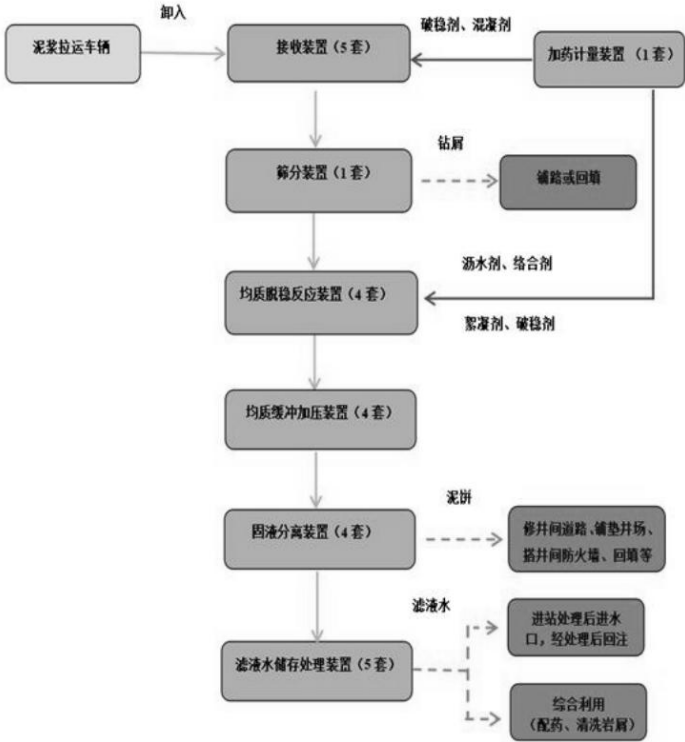 卸入
泥浆拉运车辆
接收装置（5 套）
破稳剂、混凝剂
加药计量装置 （1 套）
钻屑
筛分装置（1 套）
铺路或回填
沥水剂、络合剂
均质脱稳反应装置（4 套）
絮凝剂、破稳剂
均质缓冲加压装置（4 套）
泥饼
固液分离装置（4 套）
修井间道路、铺垫井场、
搭井间防火墙、回填等
滤液水
进站处理后进水
口，经处理后回注
滤液水储存处理装置（5 套）
综合利用
（配药、清洗岩屑）